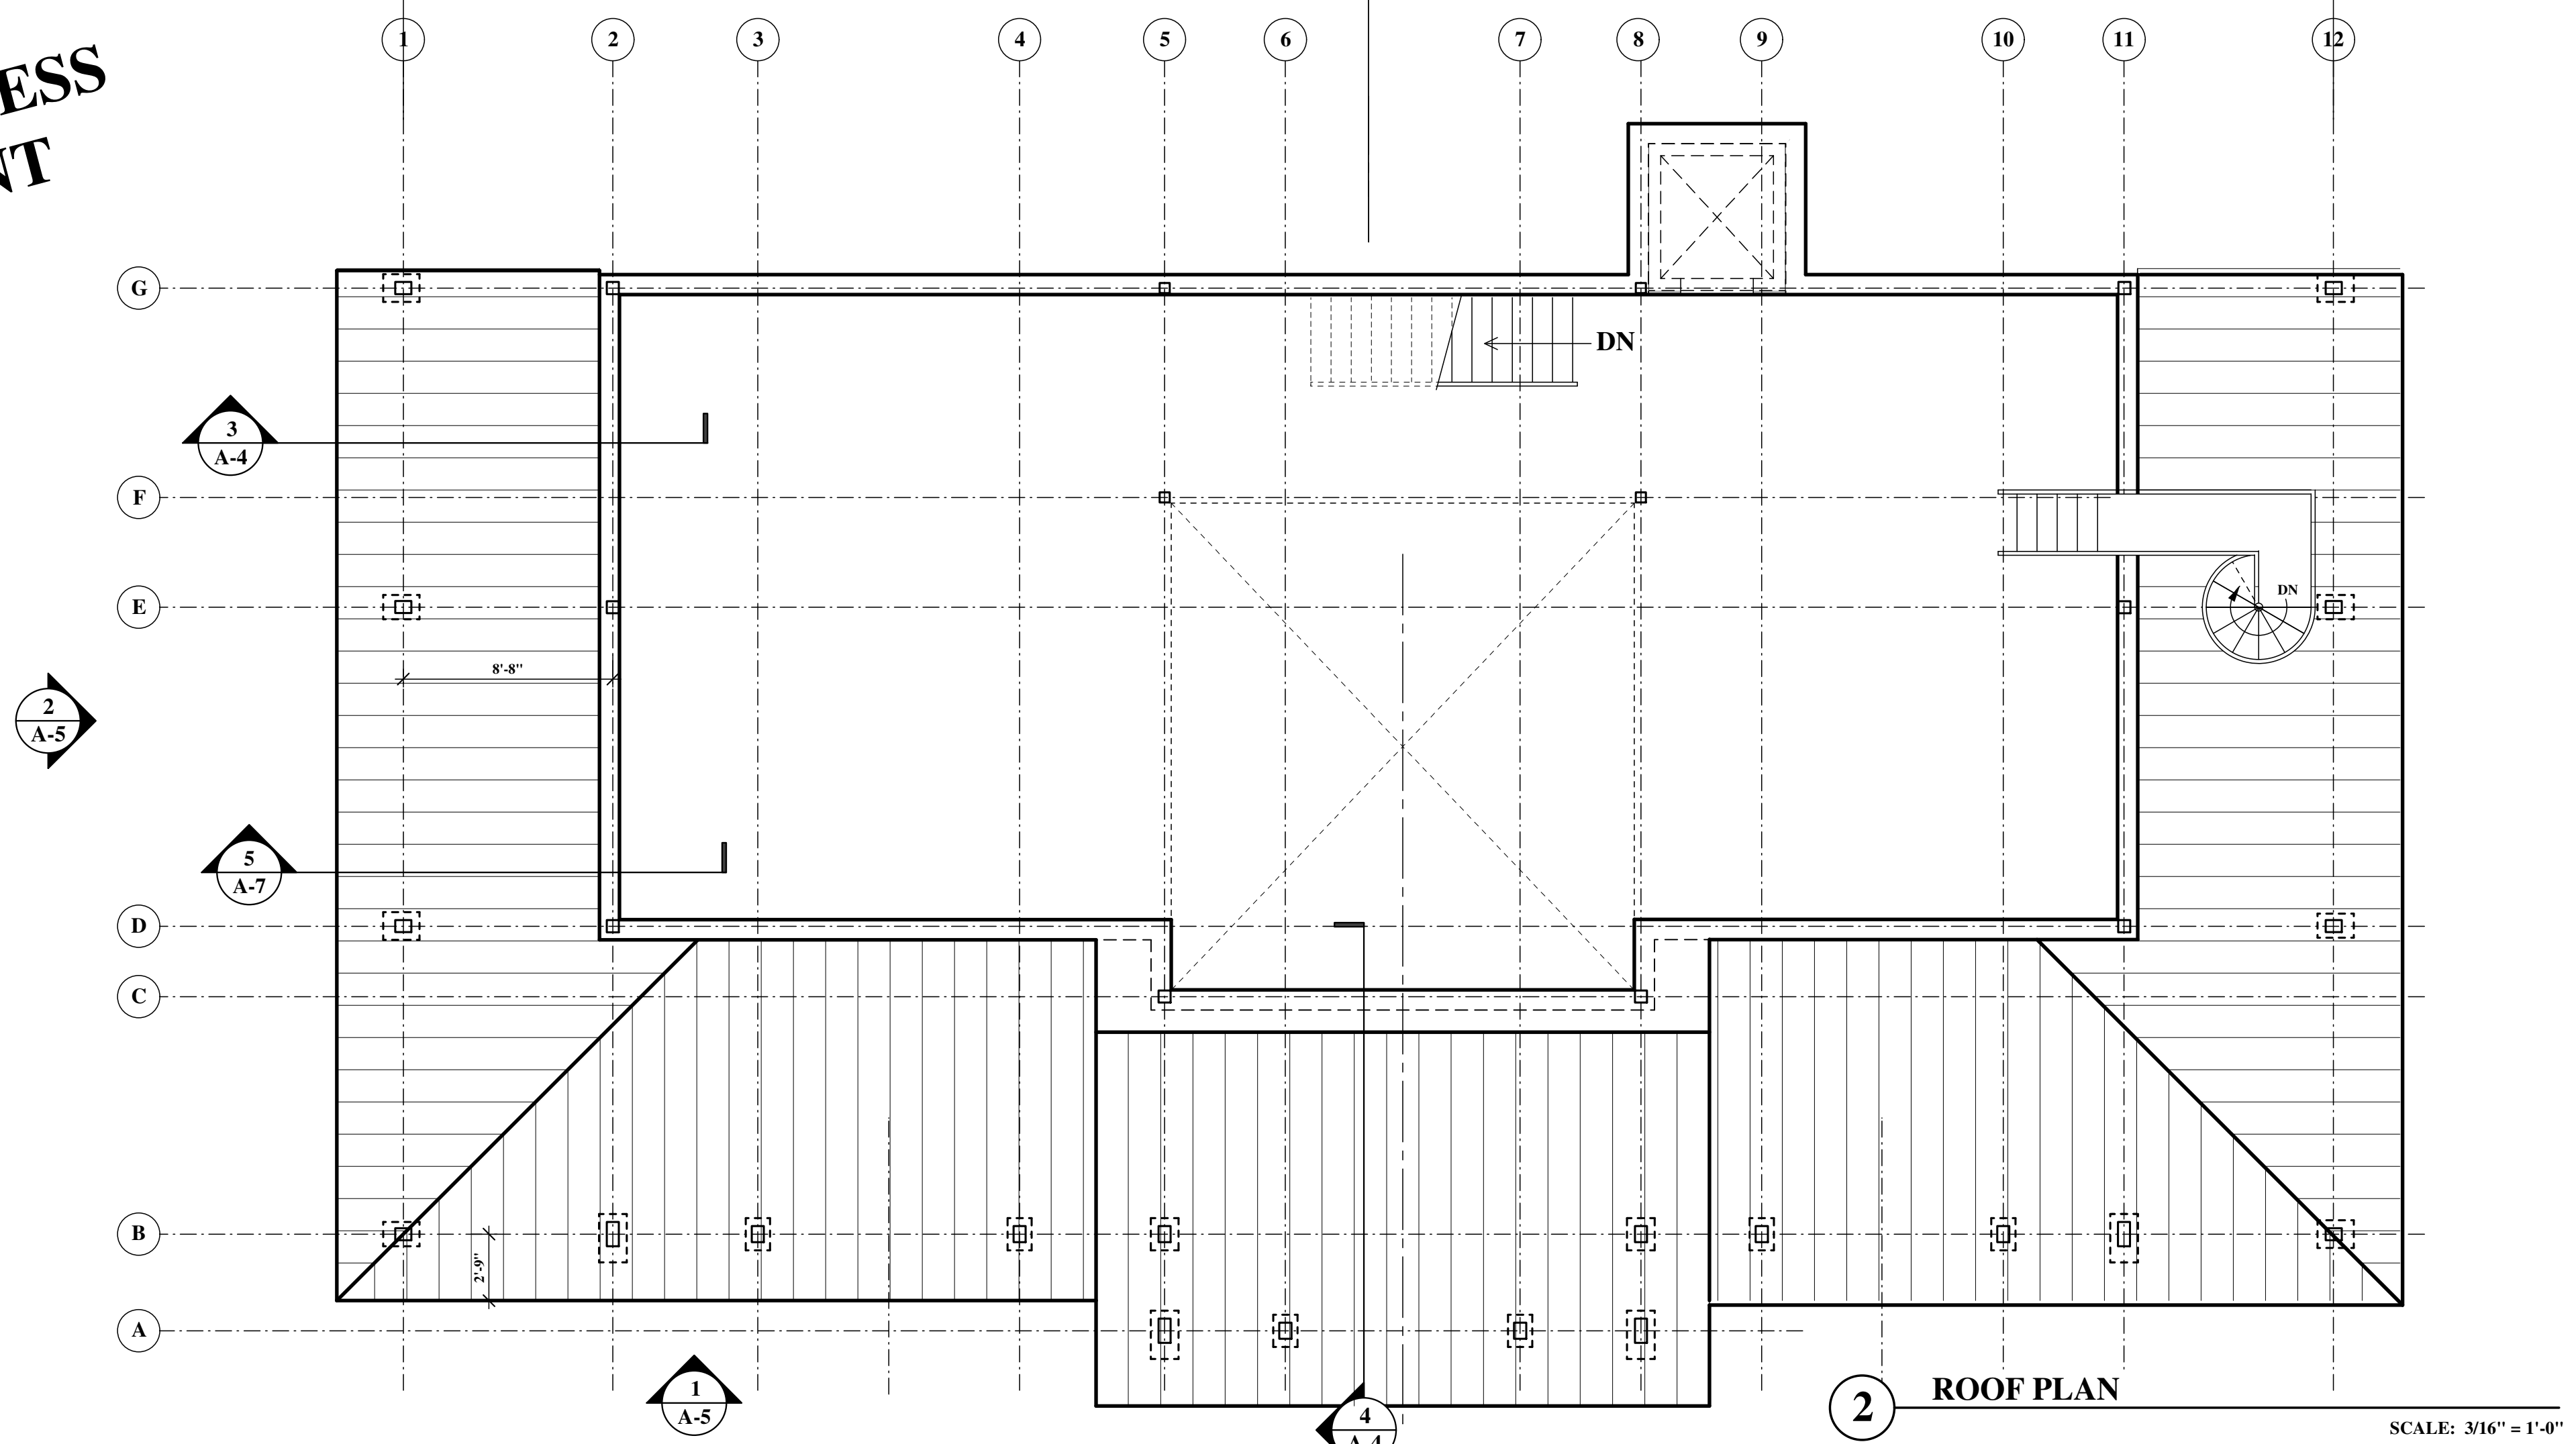 1 2 3 4 5 6 7 8 9 10 11 12
ESS
NT
G
DN
3
A-4
F
E
DN
8'-8"
2
A-5
5
A-7
D
C
B
2'-9"
A
1
A-5
4
A-4
2 ROOF PLAN
SCALE: 3/16" = 1'-0"